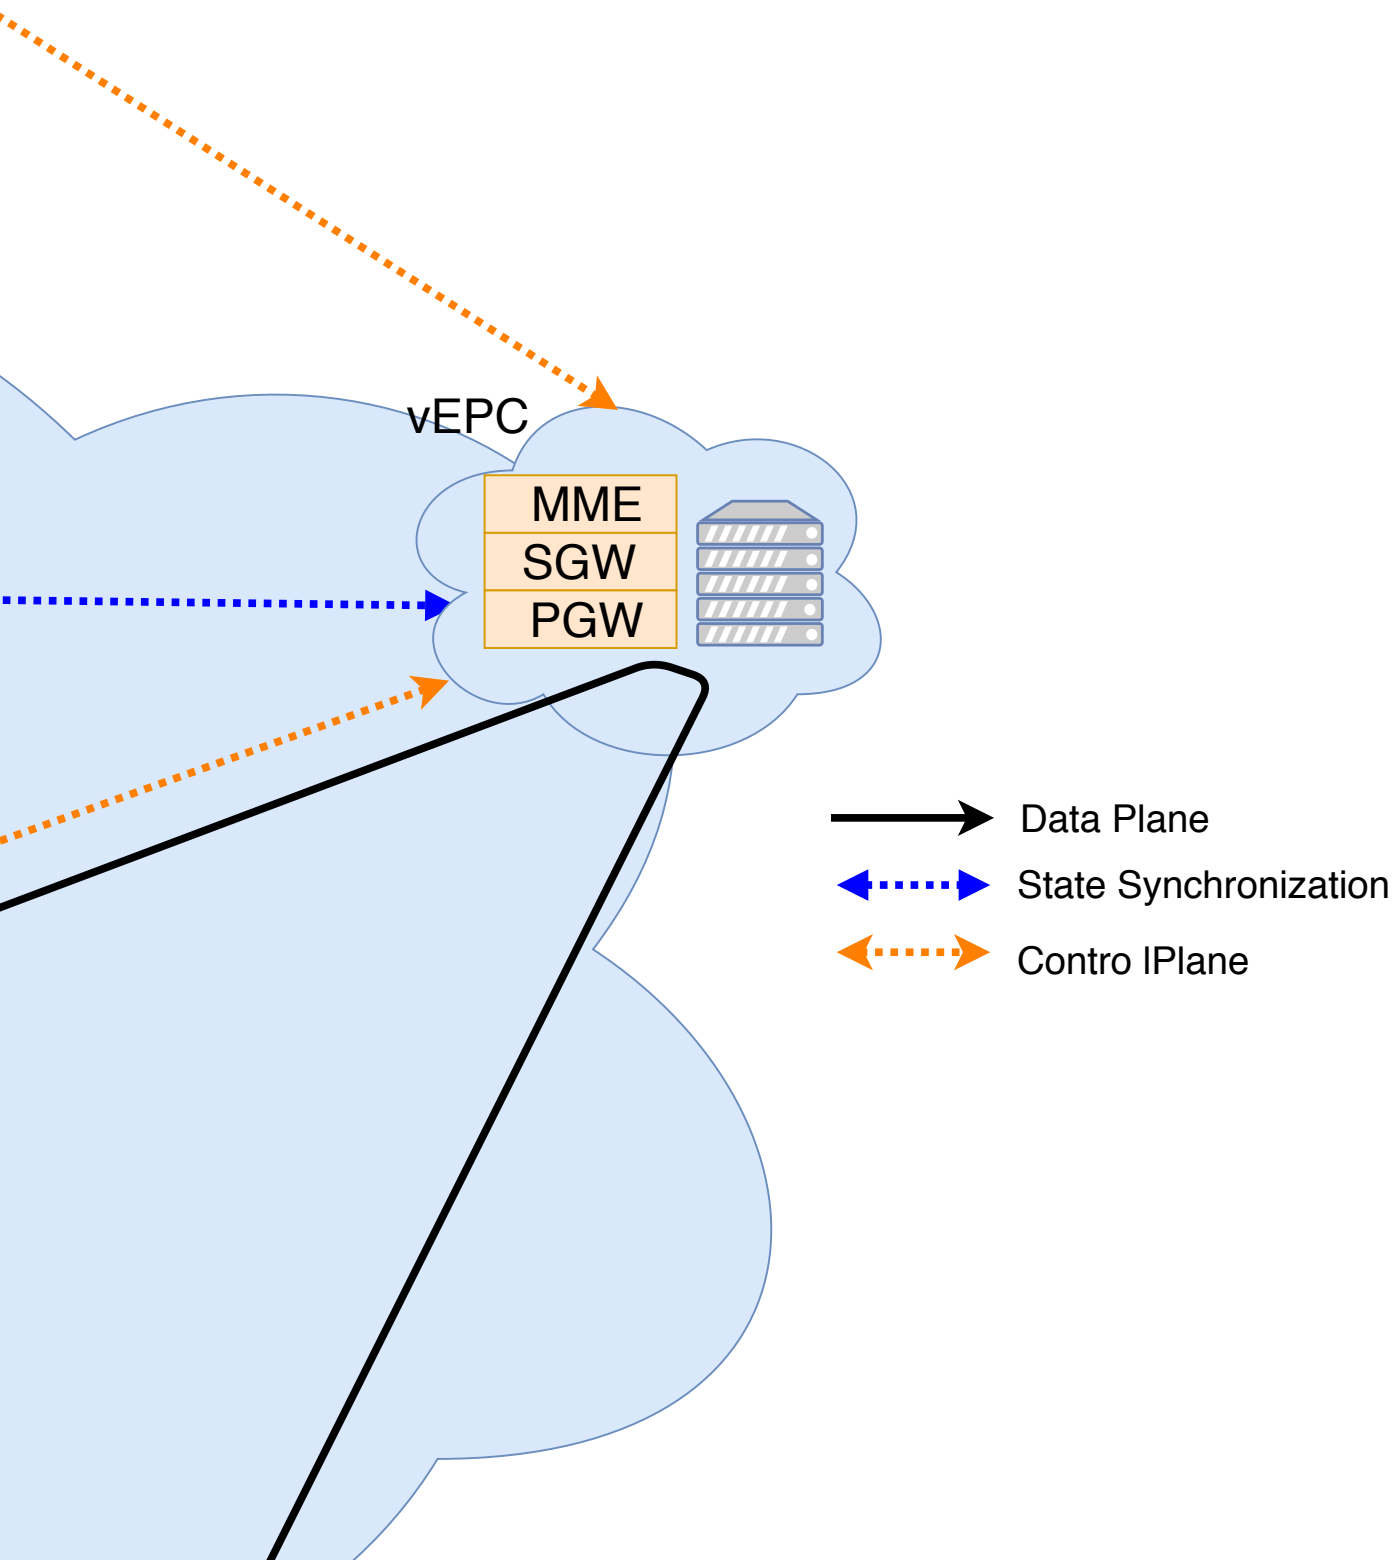 vEPC
MME
SGW
PGW
Data Plane
State Synchronization
Contro lPlane